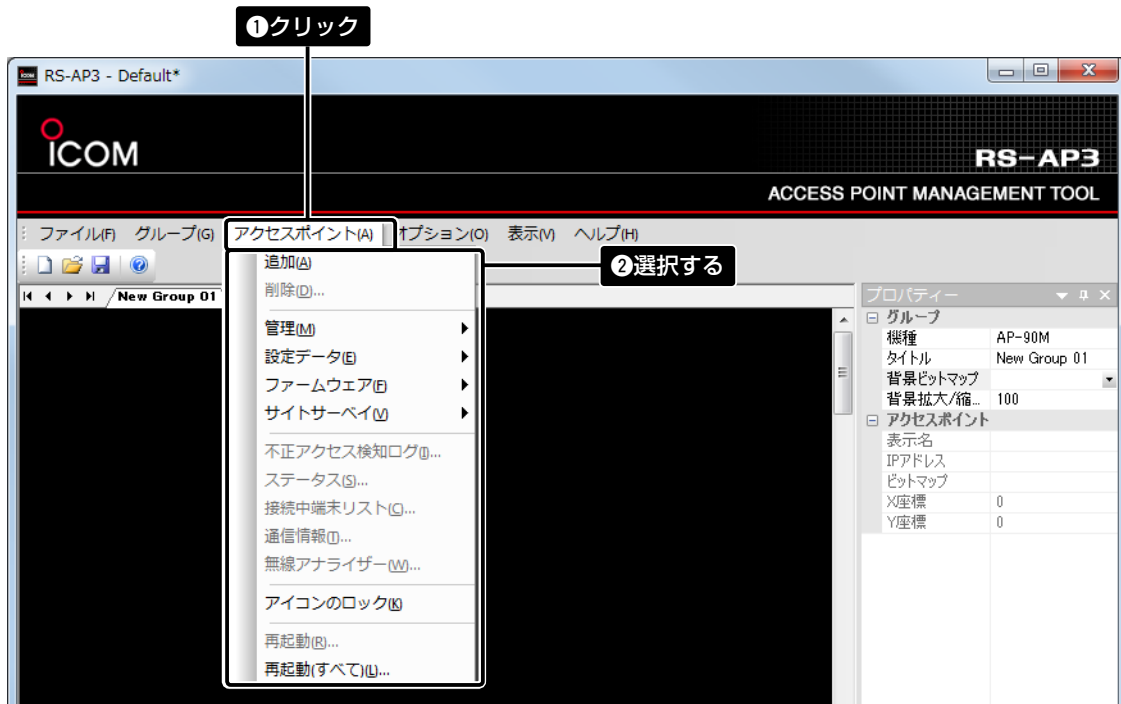 ❶クリック
RS-AP3 - Default*
ICOM
RS-AP3
ACCESS POINT MANAGEMENT TOOL
ファイル(F) グループ(G) アクセスポイント(A) オプション(O) 表示(V) ヘルプ(H)
❷選択する
追加(A)
削除(D)...
管理(M)
設定データ(E)
ファームウェア(F)
サイトサーベイ(V)
不正アクセス検知ログ(I)...
ステータス(S)...
接続中端末リスト(C)...
通信情報(T)...
無線アナライザー(W)...
アイコンのロック(K)
再起動(R)...
再起動(すべて)(L)...
New Group 01
プロパティー
グループ
機種 AP-90M
タイトル New Group 01
背景ビットマップ
背景拡大/縮... 100
アクセスポイント
表示名
IPアドレス
ビットマップ
X座標 0
Y座標 0